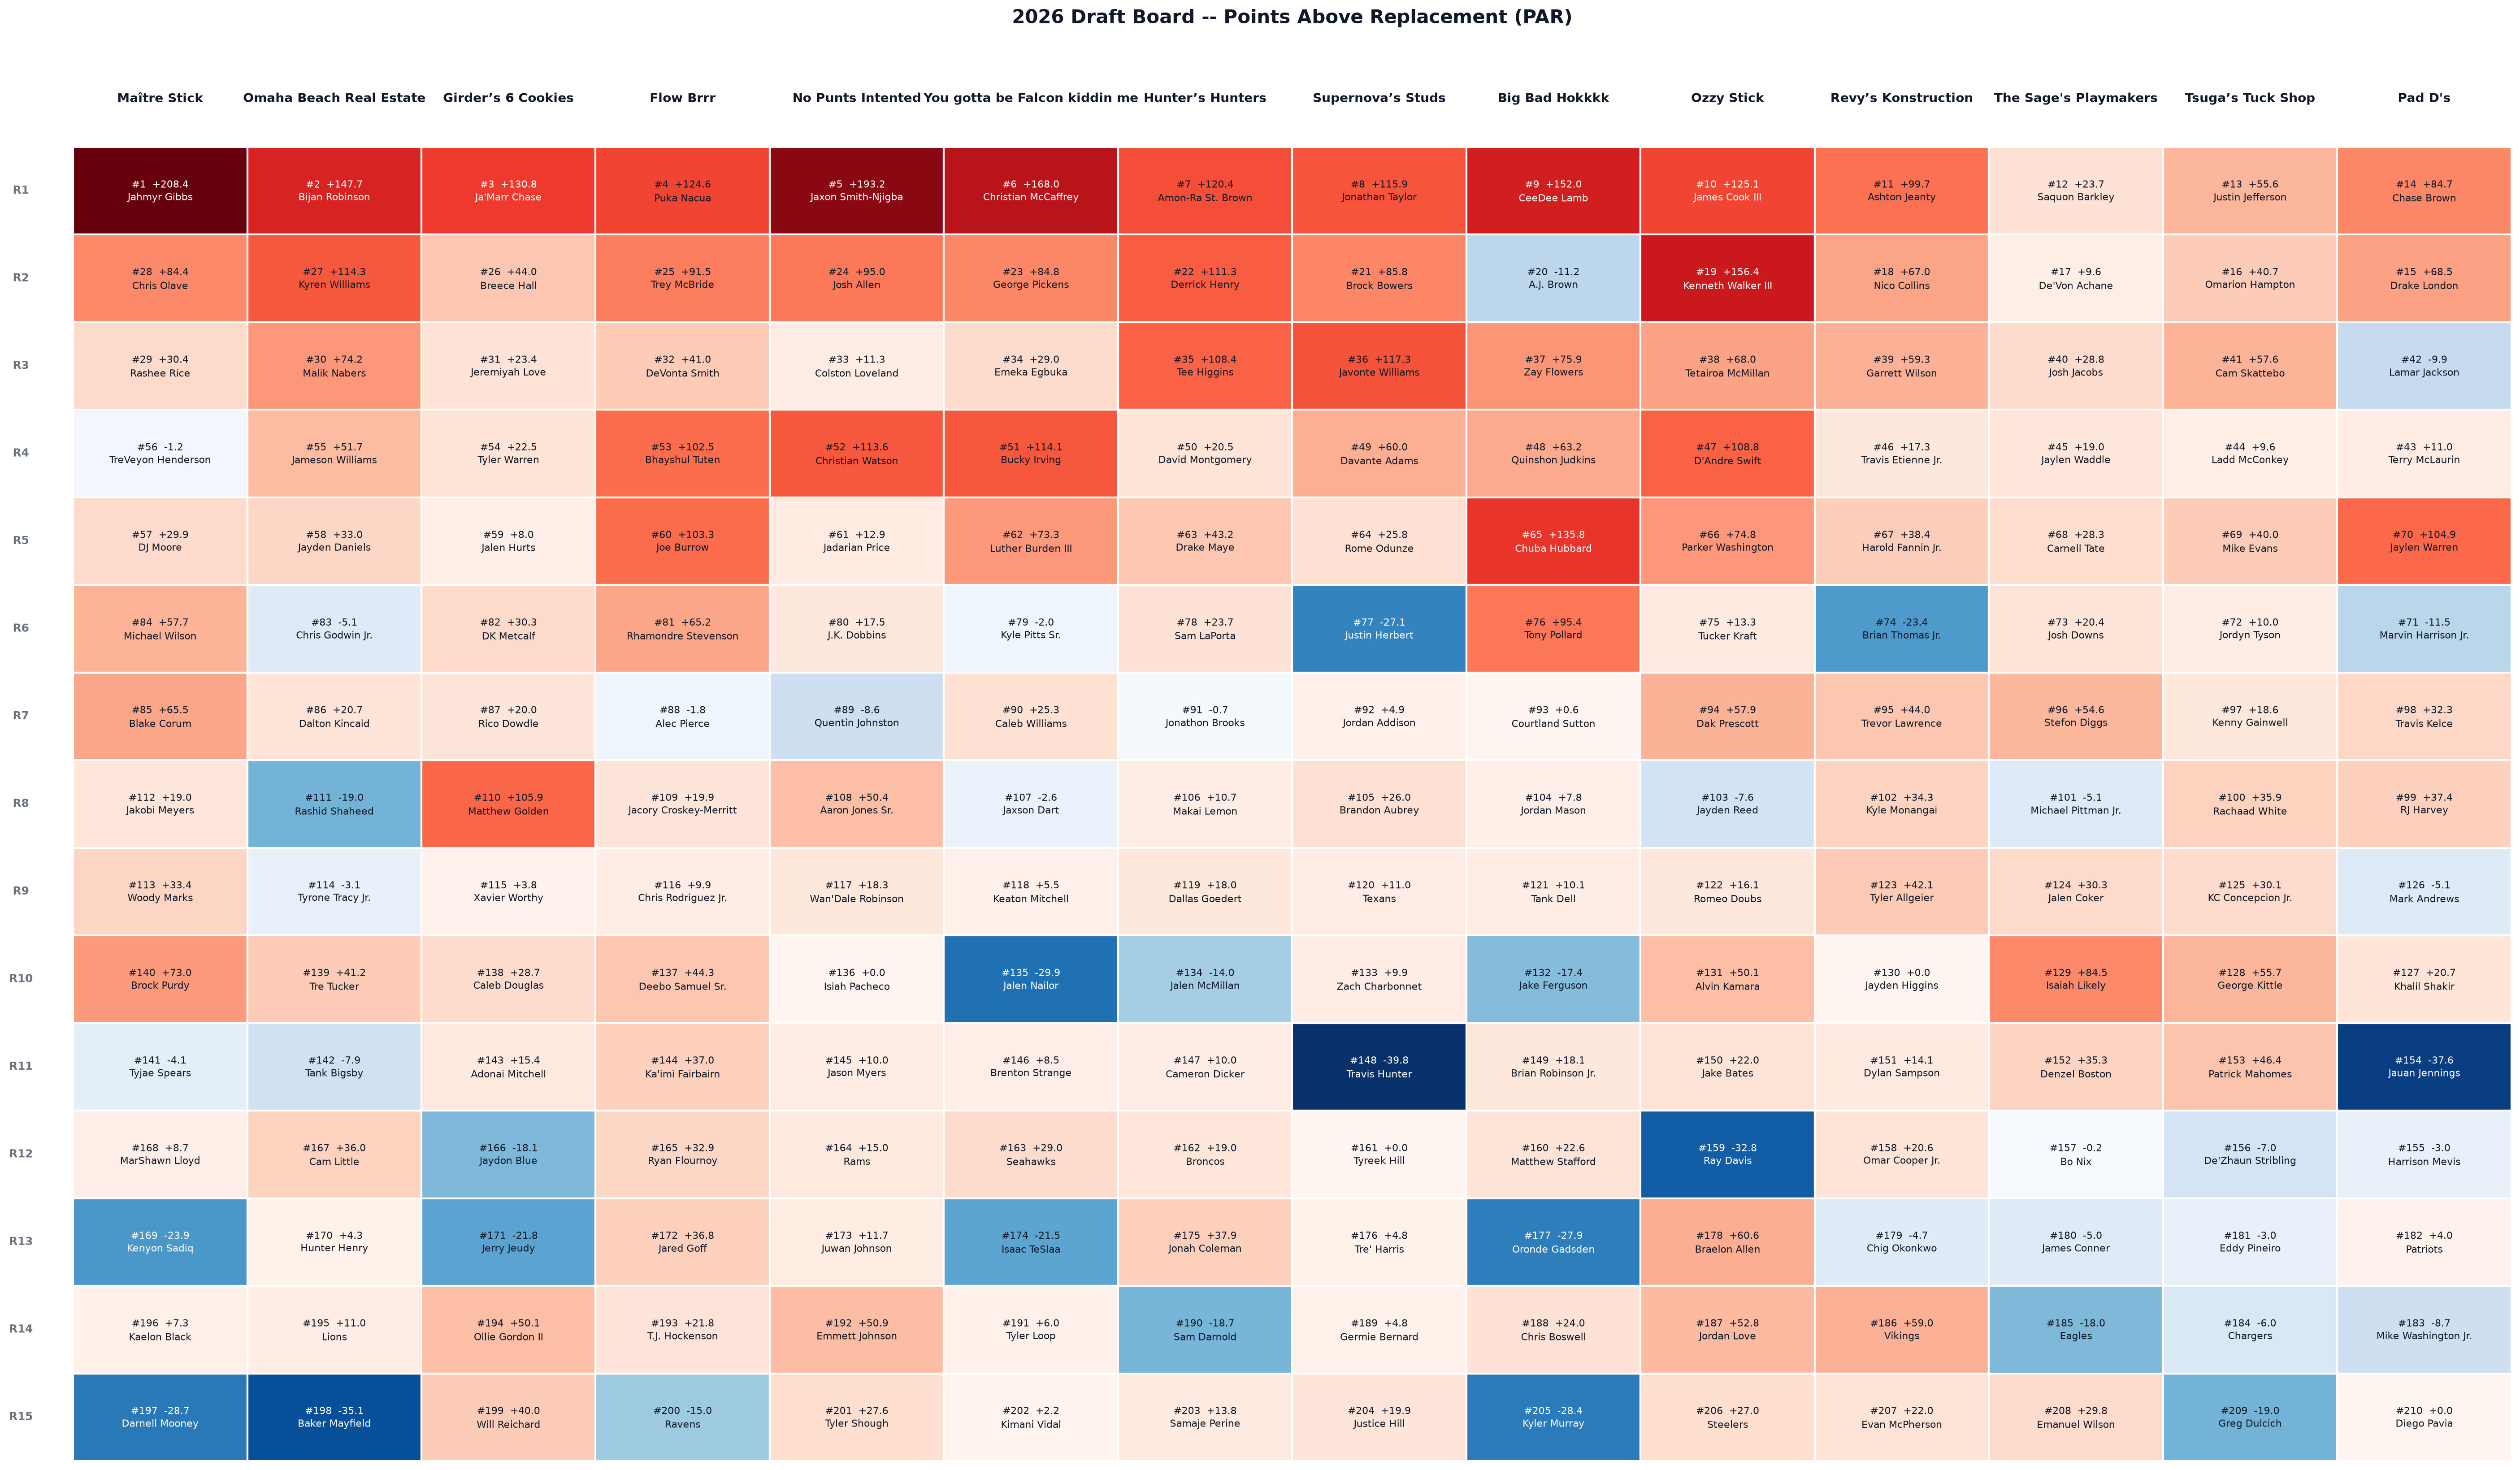 2026 Draft Board -- Points Above Replacement (PAR)
Maître Stick Omaha Beach Real Estate Girder’s 6 Cookies Flow Brrr No Punts Intented You gotta be Falcon kiddin me Hunter’s Hunters Supernova’s Studs Big Bad Hokkkk Ozzy Stick Revy’s Konstruction The Sage's Playmakers Tsuga’s Tuck Shop Pad D's
R1
#1 +208.4 #2 +147.7 #3 +130.8 #4 +124.6 #5 +193.2 #6 +168.0 #7 +120.4 #8 +115.9 #9 +152.0 #10 +125.1 #11 +99.7 #12 +23.7 #13 +55.6 #14 +84.7
Jahmyr Gibbs Bijan Robinson Ja'Marr Chase Puka Nacua Jaxon Smith-Njigba Christian McCaffrey Amon-Ra St. Brown Jonathan Taylor CeeDee Lamb James Cook III Ashton Jeanty Saquon Barkley Justin Jefferson Chase Brown
R2
#28 +84.4 #27 +114.3 #26 +44.0 #25 +91.5 #24 +95.0 #23 +84.8 #22 +111.3 #21 +85.8 #20 -11.2 #19 +156.4 #18 +67.0 #17 +9.6 #16 +40.7 #15 +68.5
Chris Olave Kyren Williams Breece Hall Trey McBride Josh Allen George Pickens Derrick Henry Brock Bowers A.J. Brown Kenneth Walker III Nico Collins De'Von Achane Omarion Hampton Drake London
R3
#29 +30.4 #30 +74.2 #31 +23.4 #32 +41.0 #33 +11.3 #34 +29.0 #35 +108.4 #36 +117.3 #37 +75.9 #38 +68.0 #39 +59.3 #40 +28.8 #41 +57.6 #42 -9.9
Rashee Rice Malik Nabers Jeremiyah Love DeVonta Smith Colston Loveland Emeka Egbuka Tee Higgins Javonte Williams Zay Flowers Tetairoa McMillan Garrett Wilson Josh Jacobs Cam Skattebo Lamar Jackson
R4
#56 -1.2 #55 +51.7 #54 +22.5 #53 +102.5 #52 +113.6 #51 +114.1 #50 +20.5 #49 +60.0 #48 +63.2 #47 +108.8 #46 +17.3 #45 +19.0 #44 +9.6 #43 +11.0
TreVeyon Henderson Jameson Williams Tyler Warren Bhayshul Tuten Christian Watson Bucky Irving David Montgomery Davante Adams Quinshon Judkins D'Andre Swift Travis Etienne Jr. Jaylen Waddle Ladd McConkey Terry McLaurin
R5
#57 +29.9 #58 +33.0 #59 +8.0 #60 +103.3 #61 +12.9 #62 +73.3 #63 +43.2 #64 +25.8 #65 +135.8 #66 +74.8 #67 +38.4 #68 +28.3 #69 +40.0 #70 +104.9
DJ Moore Jayden Daniels Jalen Hurts Joe Burrow Jadarian Price Luther Burden III Drake Maye Rome Odunze Chuba Hubbard Parker Washington Harold Fannin Jr. Carnell Tate Mike Evans Jaylen Warren
R6
#84 +57.7 #83 -5.1 #82 +30.3 #81 +65.2 #80 +17.5 #79 -2.0 #78 +23.7 #77 -27.1 #76 +95.4 #75 +13.3 #74 -23.4 #73 +20.4 #72 +10.0 #71 -11.5
Michael Wilson Chris Godwin Jr. DK Metcalf Rhamondre Stevenson J.K. Dobbins Kyle Pitts Sr. Sam LaPorta Justin Herbert Tony Pollard Tucker Kraft Brian Thomas Jr. Josh Downs Jordyn Tyson Marvin Harrison Jr.
R7
#85 +65.5 #86 +20.7 #87 +20.0 #88 -1.8 #89 -8.6 #90 +25.3 #91 -0.7 #92 +4.9 #93 +0.6 #94 +57.9 #95 +44.0 #96 +54.6 #97 +18.6 #98 +32.3
Blake Corum Dalton Kincaid Rico Dowdle Alec Pierce Quentin Johnston Caleb Williams Jonathon Brooks Jordan Addison Courtland Sutton Dak Prescott Trevor Lawrence Stefon Diggs Kenny Gainwell Travis Kelce
R8
#112 +19.0 #111 -19.0 #110 +105.9 #109 +19.9 #108 +50.4 #107 -2.6 #106 +10.7 #105 +26.0 #104 +7.8 #103 -7.6 #102 +34.3 #101 -5.1 #100 +35.9 #99 +37.4
Jakobi Meyers Rashid Shaheed Matthew Golden Jacory Croskey-Merritt Aaron Jones Sr. Jaxson Dart Makai Lemon Brandon Aubrey Jordan Mason Jayden Reed Kyle Monangai Michael Pittman Jr. Rachaad White RJ Harvey
R9
#113 +33.4 #114 -3.1 #115 +3.8 #116 +9.9 #117 +18.3 #118 +5.5 #119 +18.0 #120 +11.0 #121 +10.1 #122 +16.1 #123 +42.1 #124 +30.3 #125 +30.1 #126 -5.1
Woody Marks Tyrone Tracy Jr. Xavier Worthy Chris Rodriguez Jr. Wan'Dale Robinson Keaton Mitchell Dallas Goedert Texans Tank Dell Romeo Doubs Tyler Allgeier Jalen Coker KC Concepcion Jr. Mark Andrews
R10
#140 +73.0 #139 +41.2 #138 +28.7 #137 +44.3 #136 +0.0 #135 -29.9 #134 -14.0 #133 +9.9 #132 -17.4 #131 +50.1 #130 +0.0 #129 +84.5 #128 +55.7 #127 +20.7
Brock Purdy Tre Tucker Caleb Douglas Deebo Samuel Sr. Isiah Pacheco Jalen Nailor Jalen McMillan Zach Charbonnet Jake Ferguson Alvin Kamara Jayden Higgins Isaiah Likely George Kittle Khalil Shakir
R11
#141 -4.1 #142 -7.9 #143 +15.4 #144 +37.0 #145 +10.0 #146 +8.5 #147 +10.0 #148 -39.8 #149 +18.1 #150 +22.0 #151 +14.1 #152 +35.3 #153 +46.4 #154 -37.6
Tyjae Spears Tank Bigsby Adonai Mitchell Ka'imi Fairbairn Jason Myers Brenton Strange Cameron Dicker Travis Hunter Brian Robinson Jr. Jake Bates Dylan Sampson Denzel Boston Patrick Mahomes Jauan Jennings
R12
#168 +8.7 #167 +36.0 #166 -18.1 #165 +32.9 #164 +15.0 #163 +29.0 #162 +19.0 #161 +0.0 #160 +22.6 #159 -32.8 #158 +20.6 #157 -0.2 #156 -7.0 #155 -3.0
MarShawn Lloyd Cam Little Jaydon Blue Ryan Flournoy Rams Seahawks Broncos Tyreek Hill Matthew Stafford Ray Davis Omar Cooper Jr. Bo Nix De'Zhaun Stribling Harrison Mevis
R13
#169 -23.9 #170 +4.3 #171 -21.8 #172 +36.8 #173 +11.7 #174 -21.5 #175 +37.9 #176 +4.8 #177 -27.9 #178 +60.6 #179 -4.7 #180 -5.0 #181 -3.0 #182 +4.0
Kenyon Sadiq Hunter Henry Jerry Jeudy Jared Goff Juwan Johnson Isaac TeSlaa Jonah Coleman Tre' Harris Oronde Gadsden Braelon Allen Chig Okonkwo James Conner Eddy Pineiro Patriots
R14
#196 +7.3 #195 +11.0 #194 +50.1 #193 +21.8 #192 +50.9 #191 +6.0 #190 -18.7 #189 +4.8 #188 +24.0 #187 +52.8 #186 +59.0 #185 -18.0 #184 -6.0 #183 -8.7
Kaelon Black Lions Ollie Gordon II T.J. Hockenson Emmett Johnson Tyler Loop Sam Darnold Germie Bernard Chris Boswell Jordan Love Vikings Eagles Chargers Mike Washington Jr.
R15
#197 -28.7 #198 -35.1 #199 +40.0 #200 -15.0 #201 +27.6 #202 +2.2 #203 +13.8 #204 +19.9 #205 -28.4 #206 +27.0 #207 +22.0 #208 +29.8 #209 -19.0 #210 +0.0
Darnell Mooney Baker Mayfield Will Reichard Ravens Tyler Shough Kimani Vidal Samaje Perine Justice Hill Kyler Murray Steelers Evan McPherson Emanuel Wilson Greg Dulcich Diego Pavia